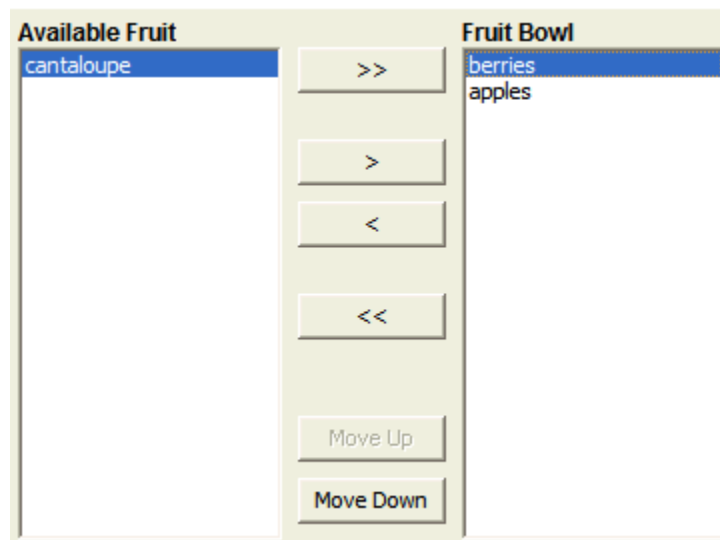 Available Fruit
cantaloupe
>>
>
<
<<
Move Up
Move Down
Fruit Bowl
berries
apples